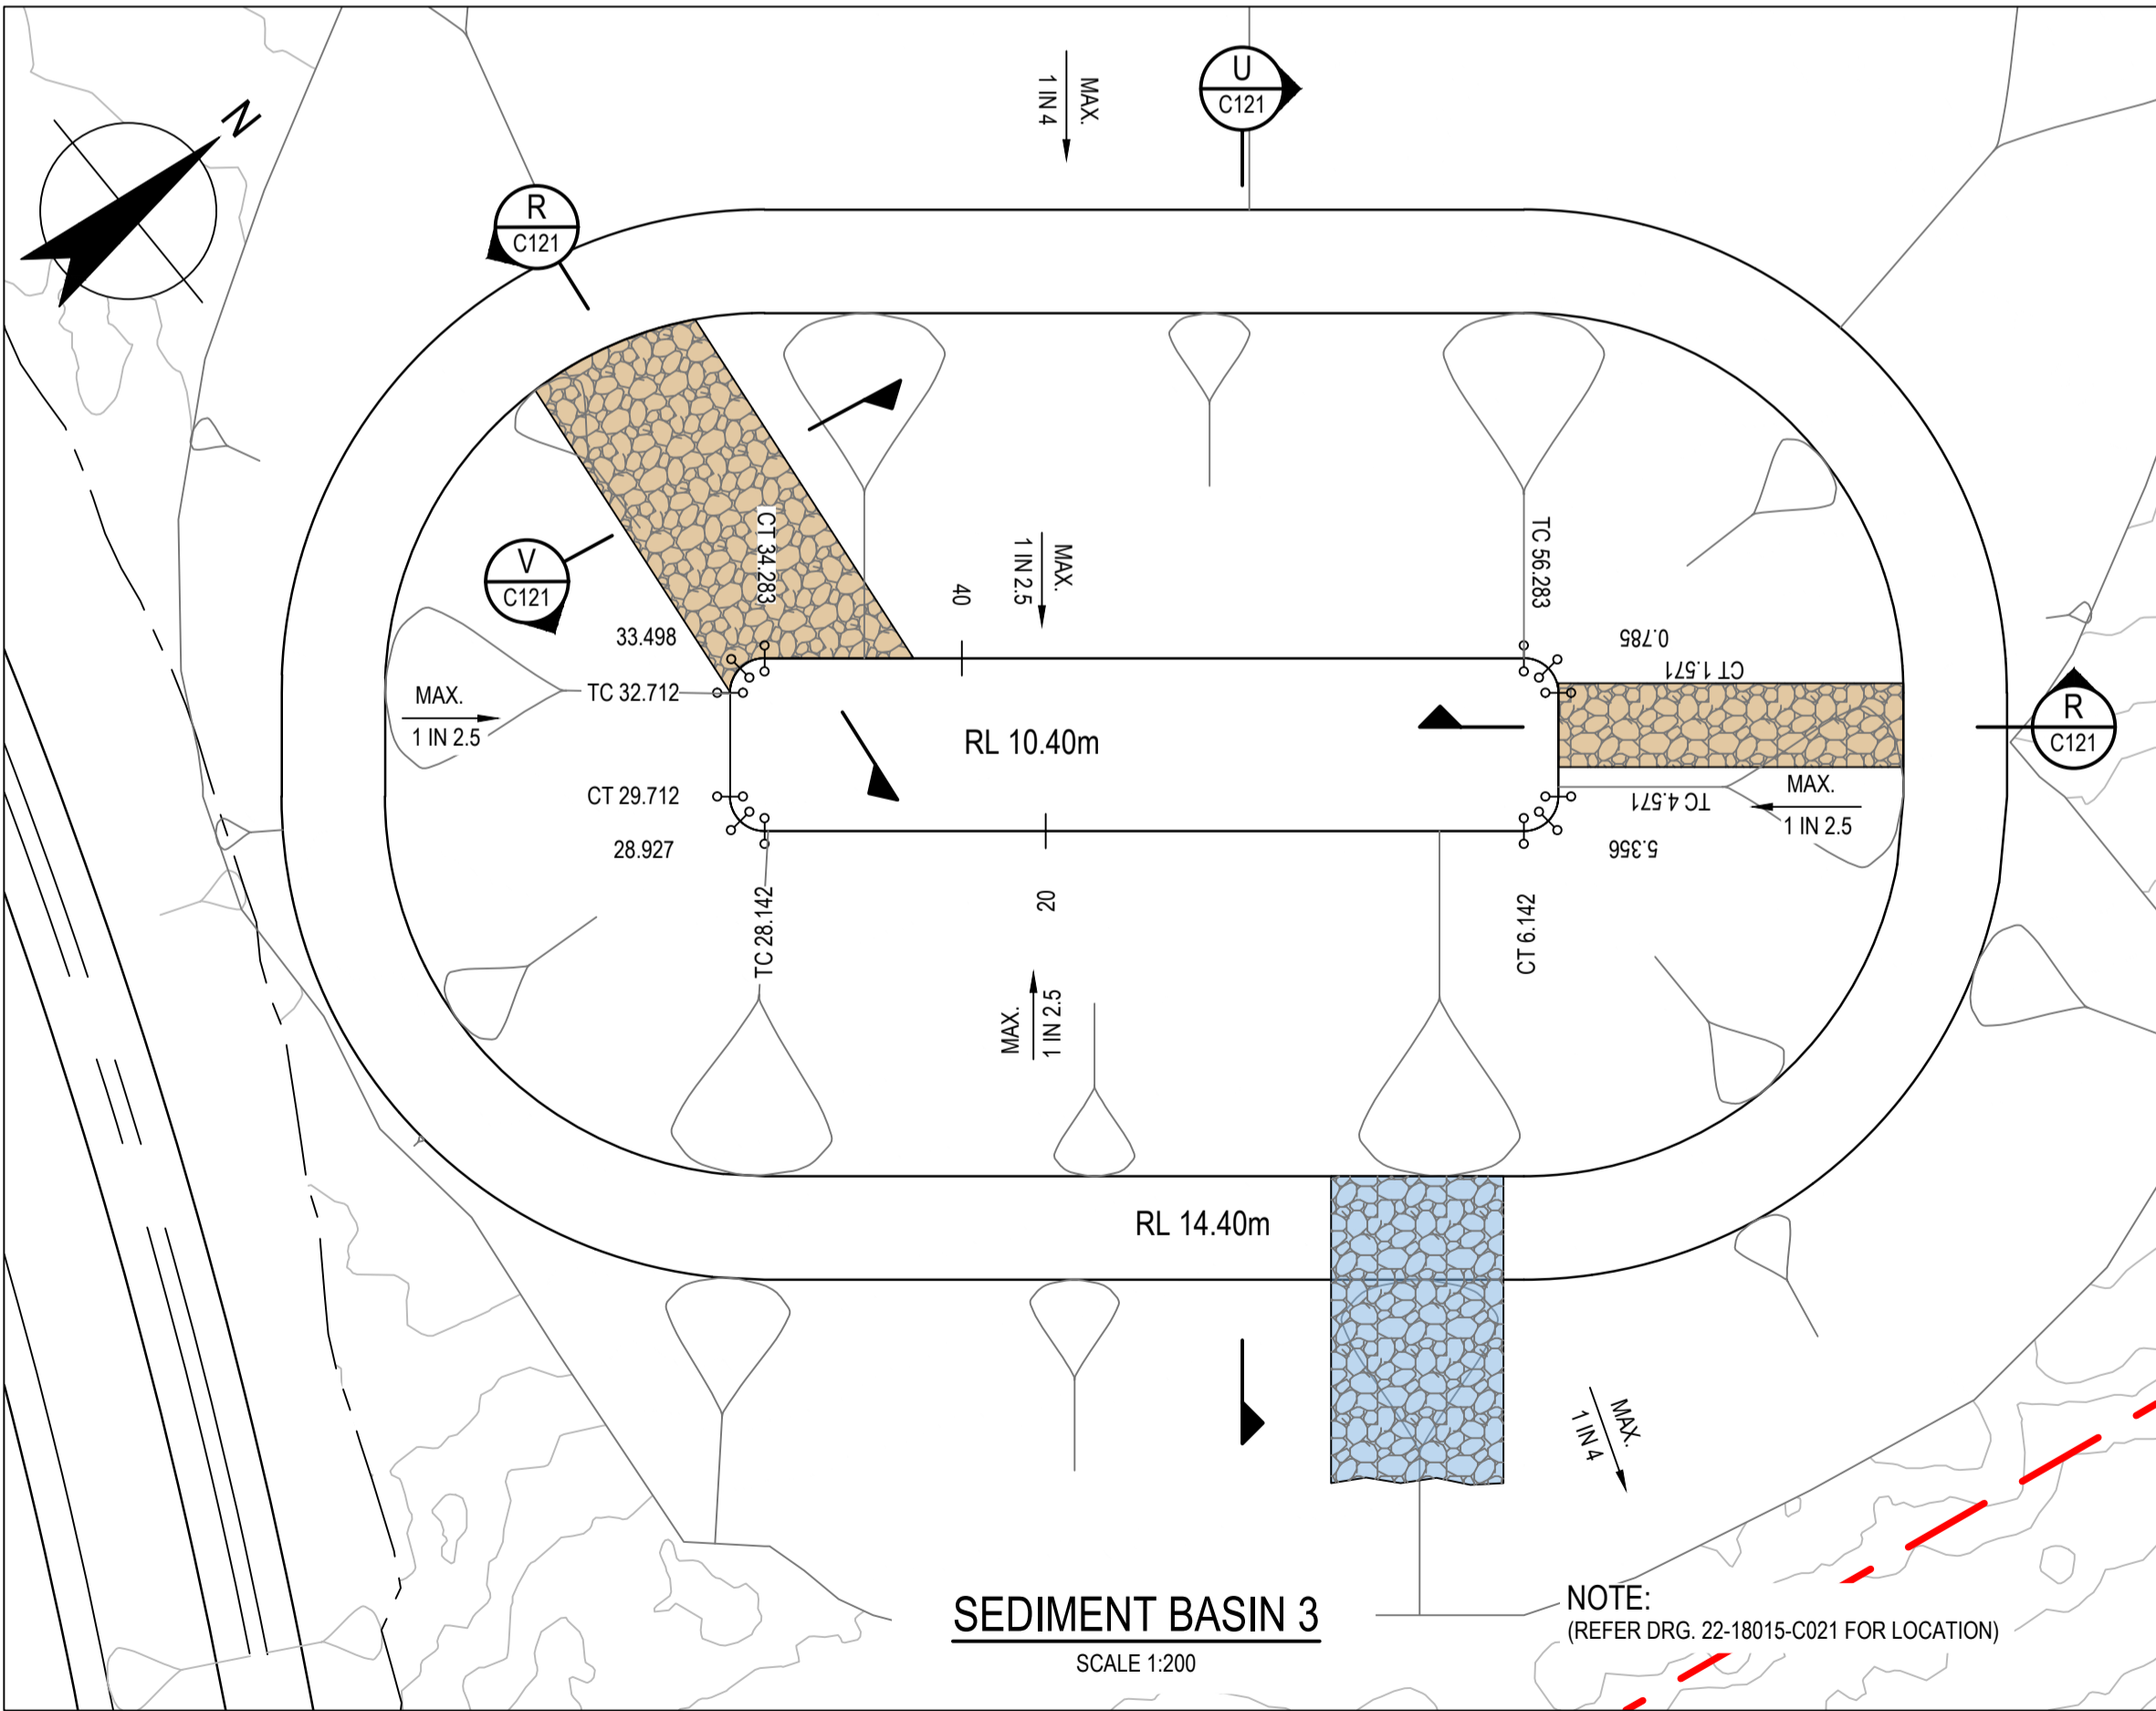 N
MAX.
1 IN 4
U
C121
R
C121
V
C121
CT 34.283
33.498
TC 32.712
MAX.
1 IN 2.5
40
MAX.
1 IN 2.5
TC 56.283
0.785
CT 1.571
R
C121
RL 10.40m
MAX.
1 IN 2.5
TC 4.571
5.356
CT 29.712
28.927
TC 28.142
20
CT 6.142
MAX.
1 IN 2.5
RL 14.40m
MAX.
1 IN 4
SEDIMENT BASIN 3
SCALE 1:200
NOTE:
(REFER DRG. 22-18015-C021 FOR LOCATION)